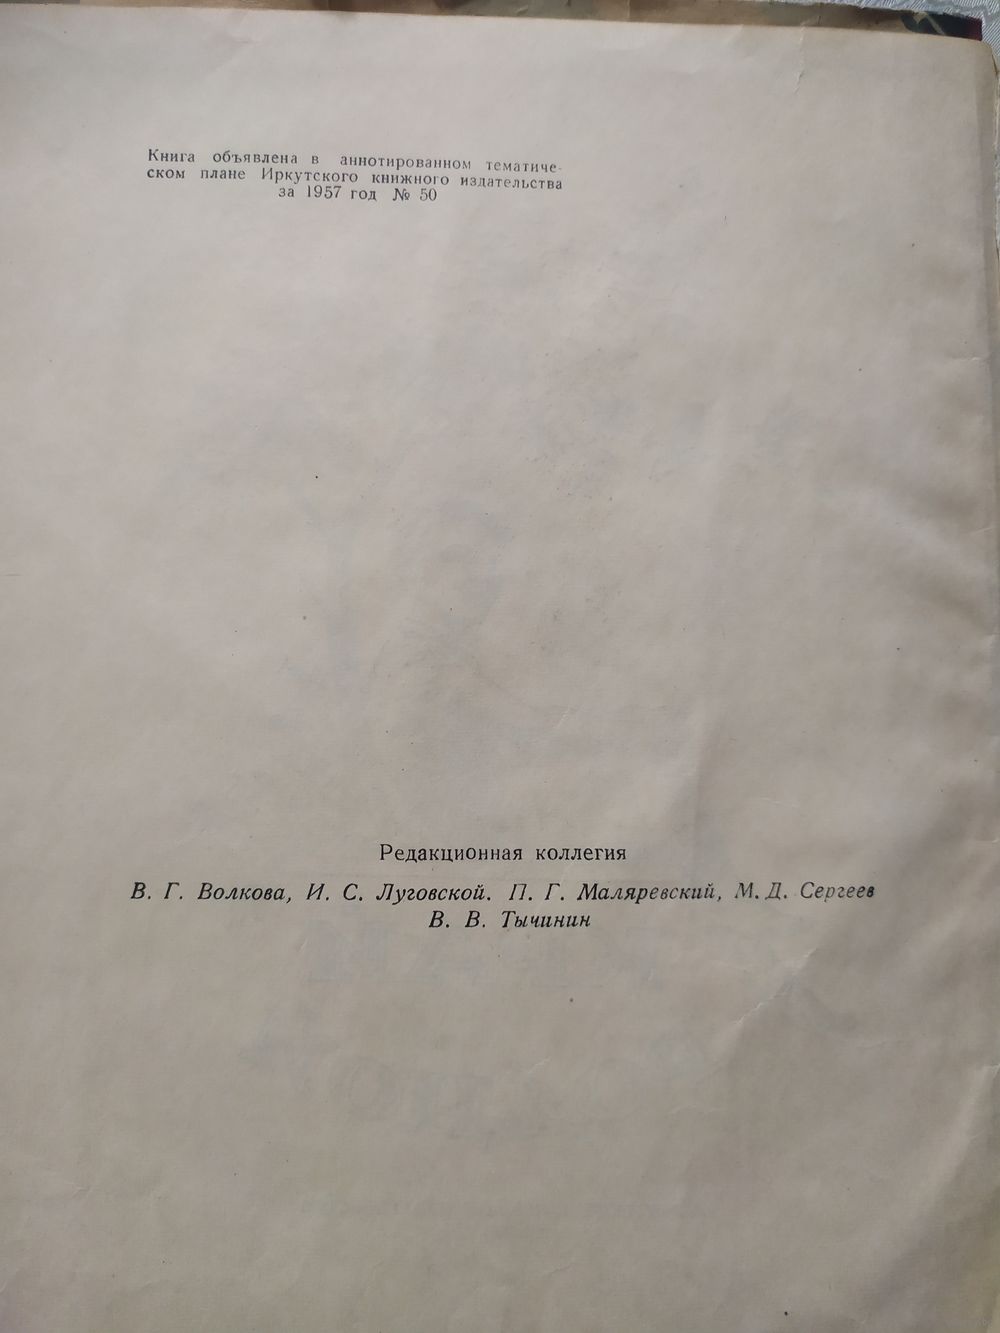 Книга объявлена в аннотированном тематиче-
ском плане Иркутского книжного издательства
за 1957 год № 50
Редакционная коллегия
В. Г. Волкова, И. С. Луговской. П. Г. Маляревский, М. Д. Сергеев
В. В. Тычинин